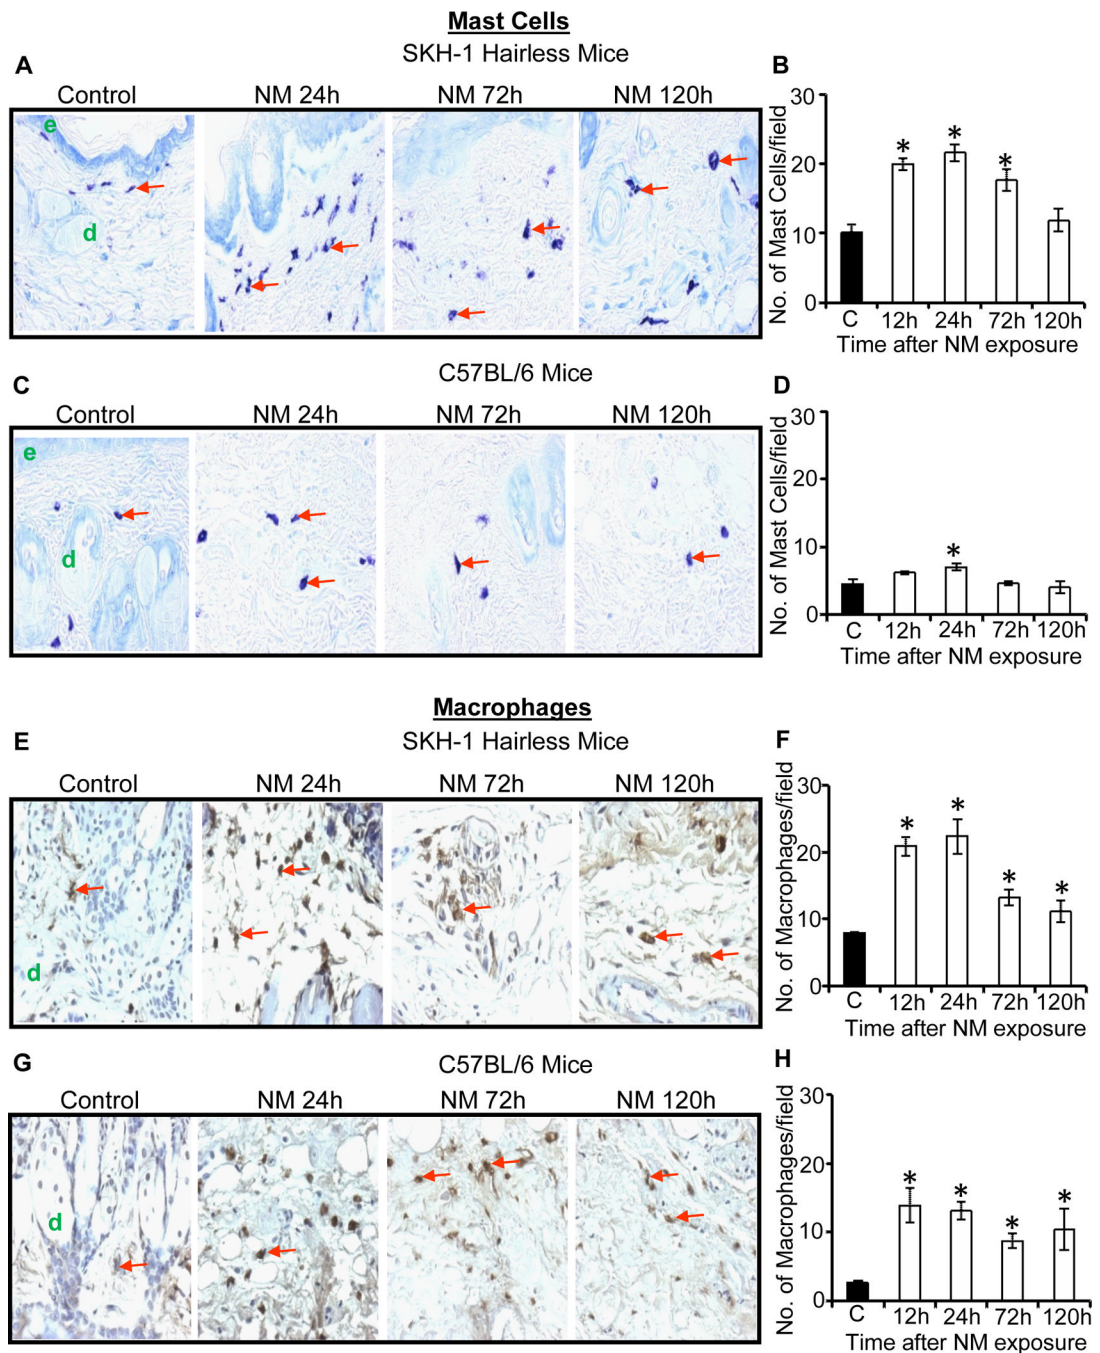 Mast Cells
SKH-1 Hairless Mice
A
Control
NM 24h
NM 72h
NM 120h
e
d
B
No. of Mast Cells/field
30
20
10
0
* * *
C 12h 24h 72h 120h
Time after NM exposure
C57BL/6 Mice
C
Control
NM 24h
NM 72h
NM 120h
e
d
D
No. of Mast Cells/field
30
20
10
0
*
C 12h 24h 72h 120h
Time after NM exposure
Macrophages
SKH-1 Hairless Mice
E
Control
NM 24h
NM 72h
NM 120h
d
F
No. of Macrophages/field
30
20
10
0
* * * *
C 12h 24h 72h 120h
Time after NM exposure
C57BL/6 Mice
G
Control
NM 24h
NM 72h
NM 120h
d
H
No. of Macrophages/field
30
20
10
0
* * * *
C 12h 24h 72h 120h
Time after NM exposure